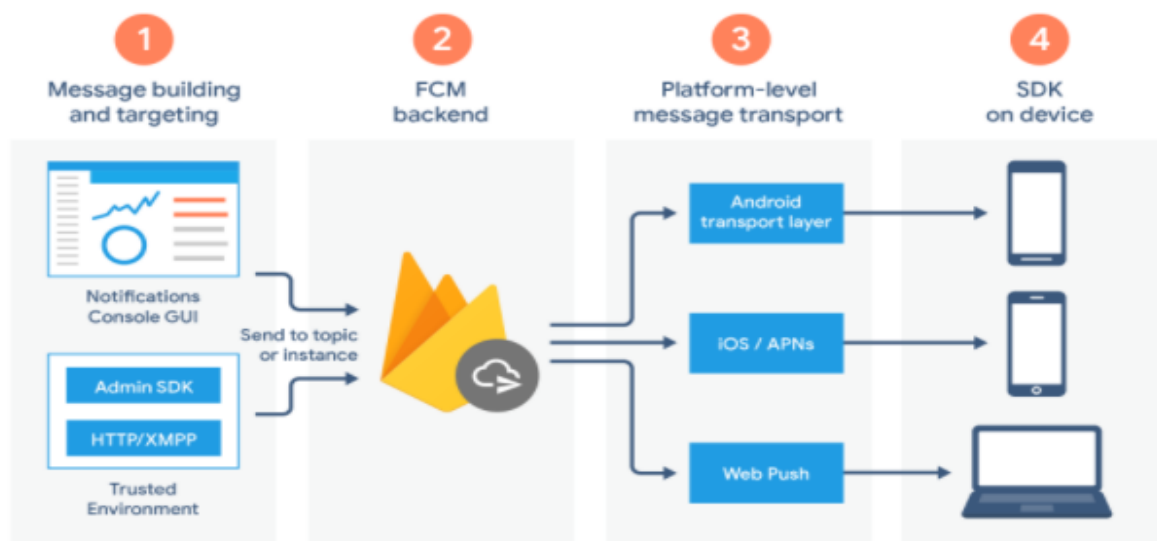 1
Message building
and targeting
Notifications
Console GUI
Admin SDK
HTTP/XMPP
Trusted
Environment
Send to topic
or instance
2
FCM
backend
3
Platform-level
message transport
Android
transport layer
iOS / APNs
Web Push
4
SDK
on device